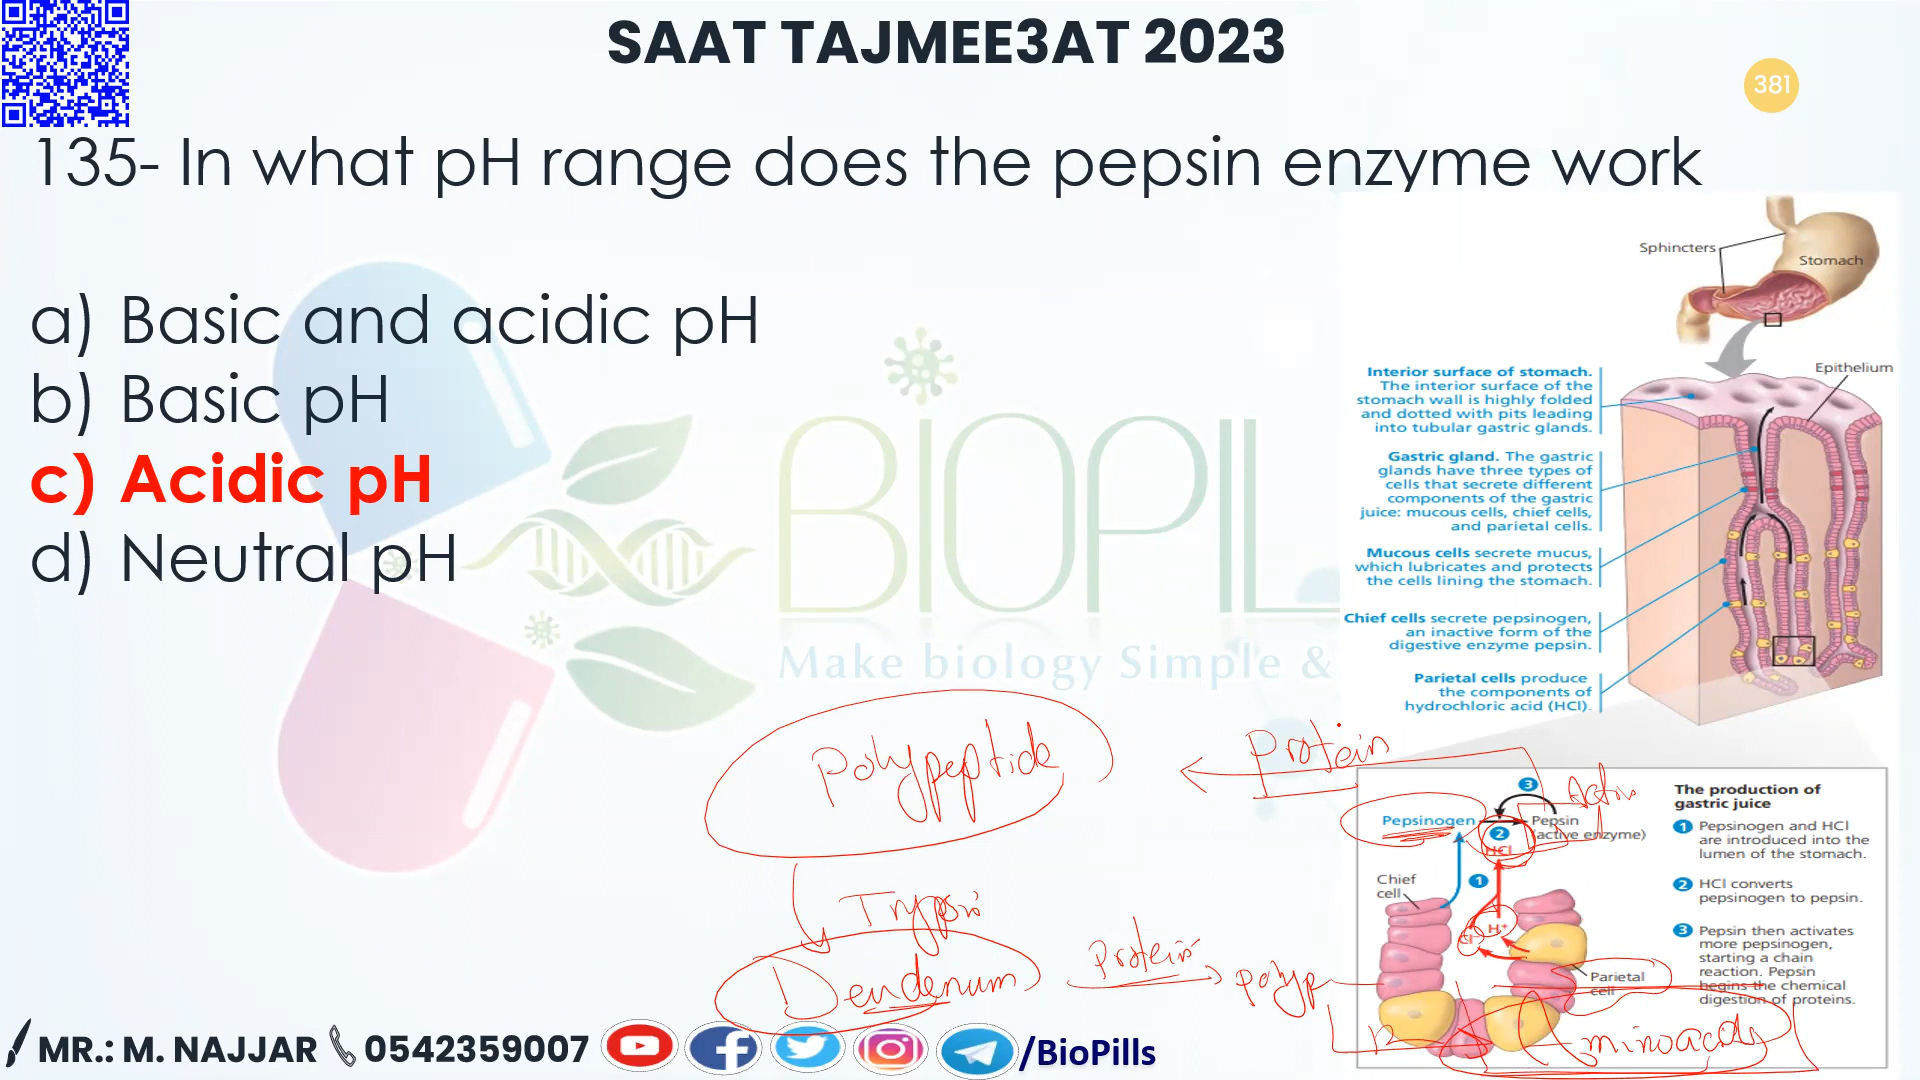 SAAT TAJMEE3AT 2023
381
135- In what pH range does the pepsin enzyme work
a) Basic and acidic pH
b) Basic pH
c) Acidic pH
d) Neutral pH
BIOPIL
Make biology Simple &
Sphincters
Stomach
Epithelium
Interior surface of stomach.
The interior surface of the
stomach wall is highly folded
and dotted with pits leading
into tubular gastric glands.
Gastric gland. The gastric
glands have three types of
cells that secrete different
components of the gastric
juice: mucous cells, chief cells,
and parietal cells.
Mucous cells secrete mucus,
which lubricates and protects
the cells lining the stomach.
Chief cells secrete pepsinogen,
an inactive form of the
digestive enzyme pepsin.
Parietal cells produce
the components of
hydrochloric acid (HCl).
Polypeptide
Protein
Trypsin
Protein
polyp
Aminoacids
3
Pepsinogen
Pepsin
(active enzyme)
2
HCl
1
Chief
cell
H+
Cl-
Parietal
cell
The production of
gastric juice
1 Pepsinogen and HCl
are introduced into the
lumen of the stomach.
2 HCl converts
pepsinogen to pepsin.
3 Pepsin then activates
more pepsinogen,
starting a chain
reaction. Pepsin
begins the chemical
digestion of proteins.
MR.: M. NAJJAR 0542359007 /BioPills